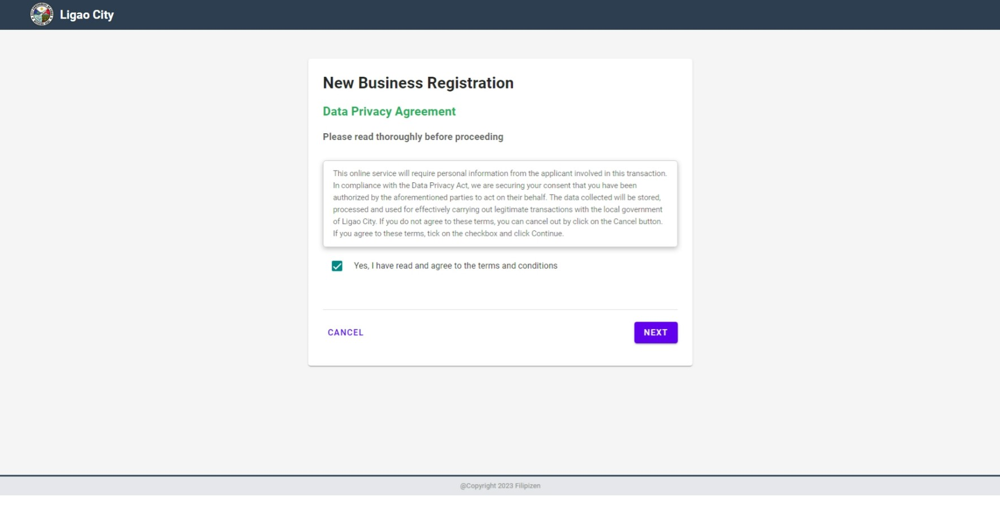 Ligao City
New Business Registration
Data Privacy Agreement
Please read thoroughly before proceeding
This online service will require personal information from the applicant involved in this transaction.
In compliance with the Data Privacy Act, we are securing your consent that you have been
authorized by the aforementioned parties to act on their behalf. The data collected will be stored,
processed and used for effectively carrying out legitimate transactions with the local government
of Ligao City. If you do not agree to these terms, you can cancel out by click on the Cancel button.
If you agree to these terms, tick on the checkbox and click Continue.
Yes, I have read and agree to the terms and conditions
CANCEL
NEXT
@Copyright 2023 Filipizen